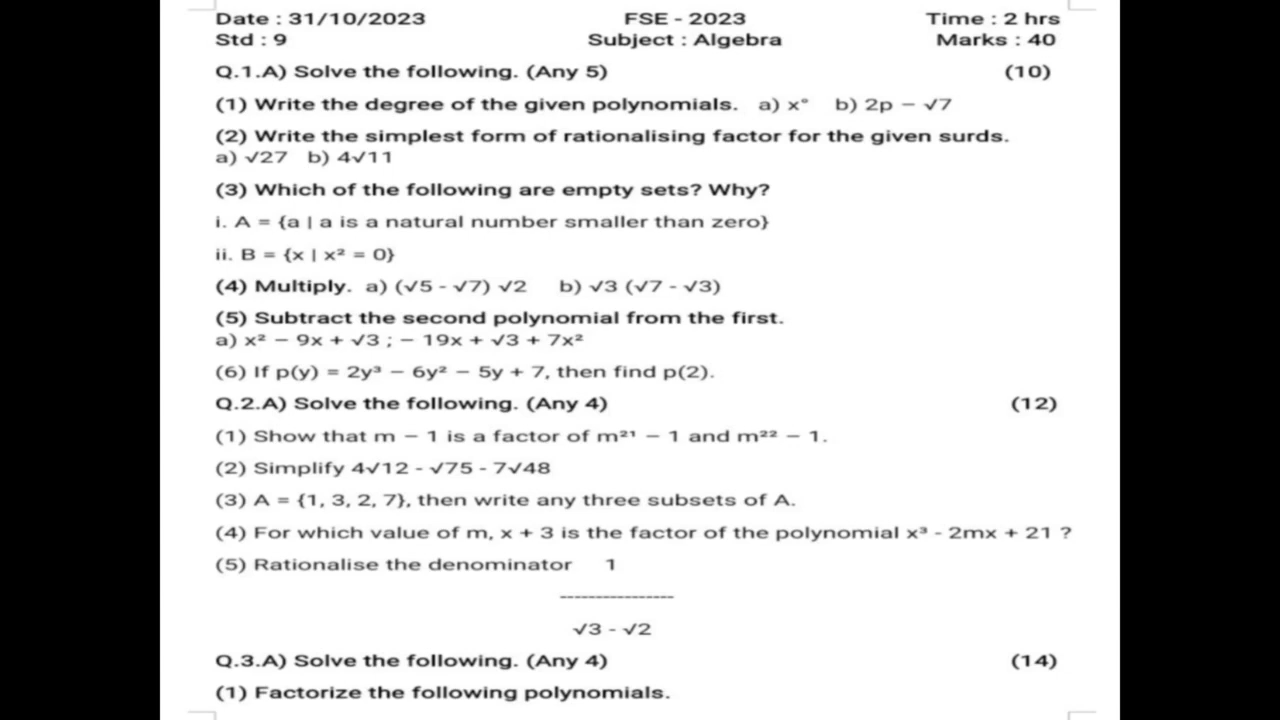 Date : 31/10/2023 FSE - 2023 Time : 2 hrs
Std : 9 Subject : Algebra Marks : 40
Q.1.A) Solve the following. (Any 5) (10)
(1) Write the degree of the given polynomials. a) x° b) 2p – √7
(2) Write the simplest form of rationalising factor for the given surds.
a) √27 b) 4√11
(3) Which of the following are empty sets? Why?
i. A = {a | a is a natural number smaller than zero}
ii. B = {x | x² = 0}
(4) Multiply. a) (√5 - √7) √2 b) √3 (√7 - √3)
(5) Subtract the second polynomial from the first.
a) x² – 9x + √3 ; – 19x + √3 + 7x²
(6) If p(y) = 2y³ – 6y² – 5y + 7, then find p(2).
Q.2.A) Solve the following. (Any 4) (12)
(1) Show that m – 1 is a factor of m²¹ – 1 and m²² – 1.
(2) Simplify 4√12 - √75 - 7√48
(3) A = {1, 3, 2, 7}, then write any three subsets of A.
(4) For which value of m, x + 3 is the factor of the polynomial x³ - 2mx + 21 ?
(5) Rationalise the denominator 1
-----------------
√3 - √2
Q.3.A) Solve the following. (Any 4) (14)
(1) Factorize the following polynomials.